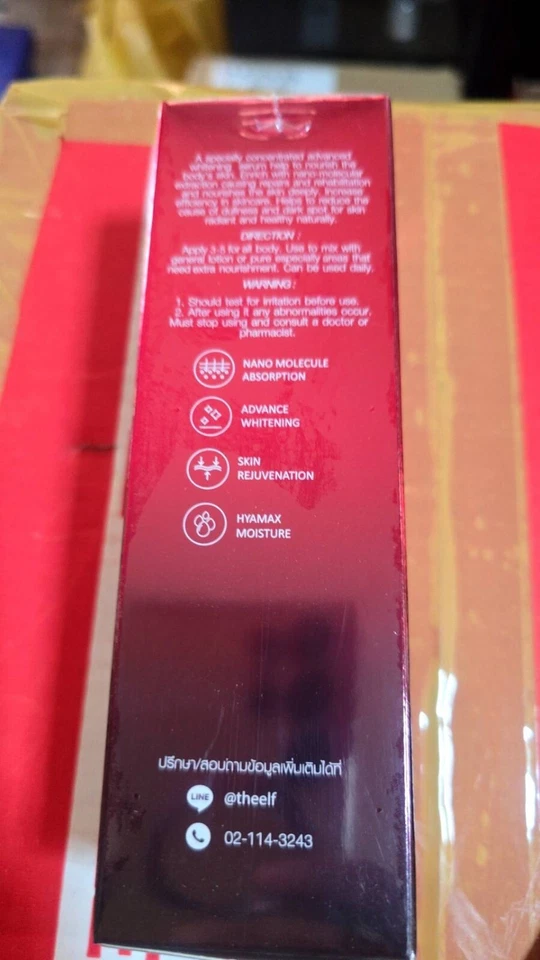 A specially concentrated advanced
whitening serum help to nourish the
body's skin. Enrich with nano-molecular
extraction causing repairs and rehabilitation
and nourishes the skin deeply. Increase
efficiency in skincare. Helps to reduce the
cause of dullness and dark spot for skin
radiant and healthy naturally.
DIRECTION :
Apply 3-5 for all body. Use to mix with
general lotion or pure especially areas that
need extra nourishment. Can be used daily.
WARNING :
1. Should test for irritation before use.
2. After using it any abnormalities occur.
Must stop using and consult a doctor or
pharmacist.
NANO MOLECULE
ABSORPTION
ADVANCE
WHITENING
SKIN
REJUVENATION
HYAMAX
MOISTURE
ปรึกษา/สอบถามข้อมูลเพิ่มเติมได้ที่
LINE @theelf
02-114-3243